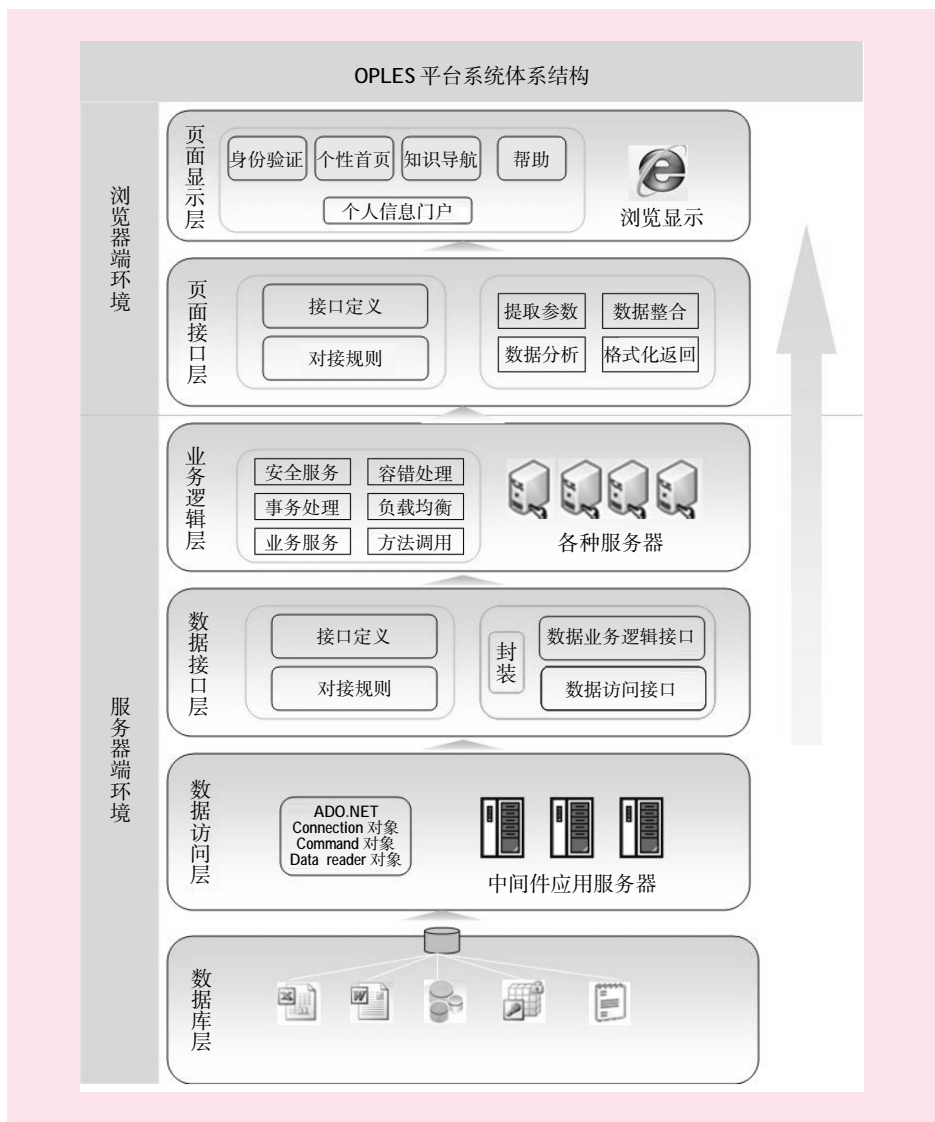 OPLES 平台系统体系结构
浏览器端环境
页面显示层
身份验证
个性首页
知识导航
帮助
个人信息门户
浏览显示
页面接口层
接口定义
对接规则
提取参数
数据整合
数据分析
格式化返回
服务器端环境
业务逻辑层
安全服务
容错处理
事务处理
负载均衡
业务服务
方法调用
各种服务器
数据接口层
接口定义
对接规则
封装
数据业务逻辑接口
数据访问接口
数据访问层
ADO.NET
Connection 对象
Command 对象
Data reader 对象
中间件应用服务器
数据库层